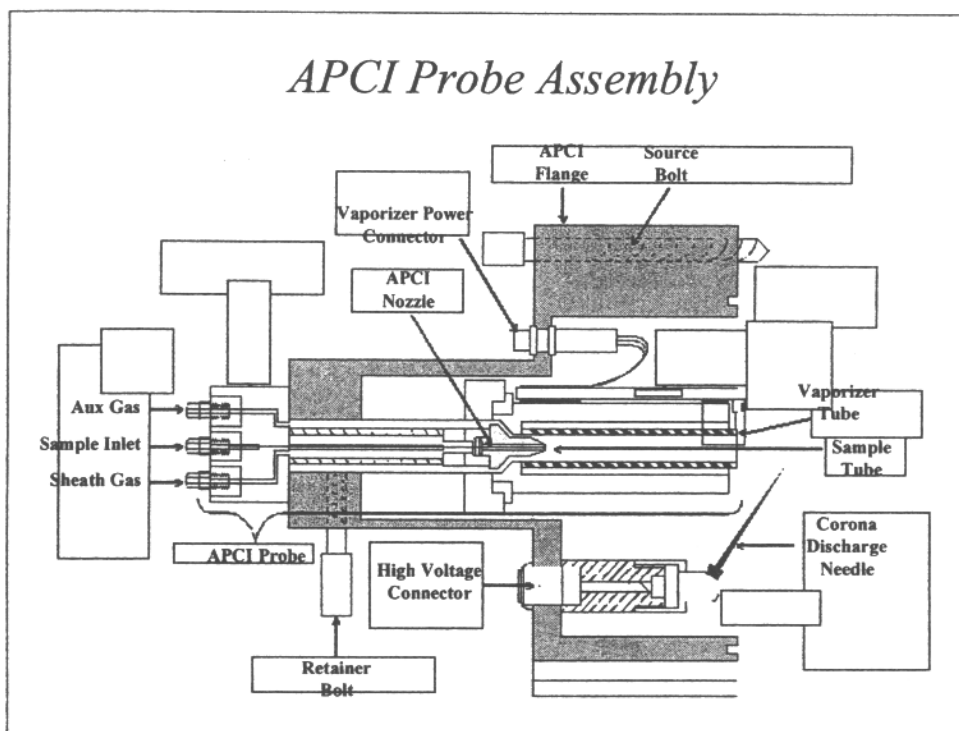 APCI Probe Assembly
APCI
Flange
Source
Bolt
Vaporizer Power
Connector
APCI
Nozzle
Aux Gas
Sample Inlet
Sheath Gas
Vaporizer
Tube
Sample
Tube
APCI Probe
High Voltage
Connector
Corona
Discharge
Needle
Retainer
Bolt